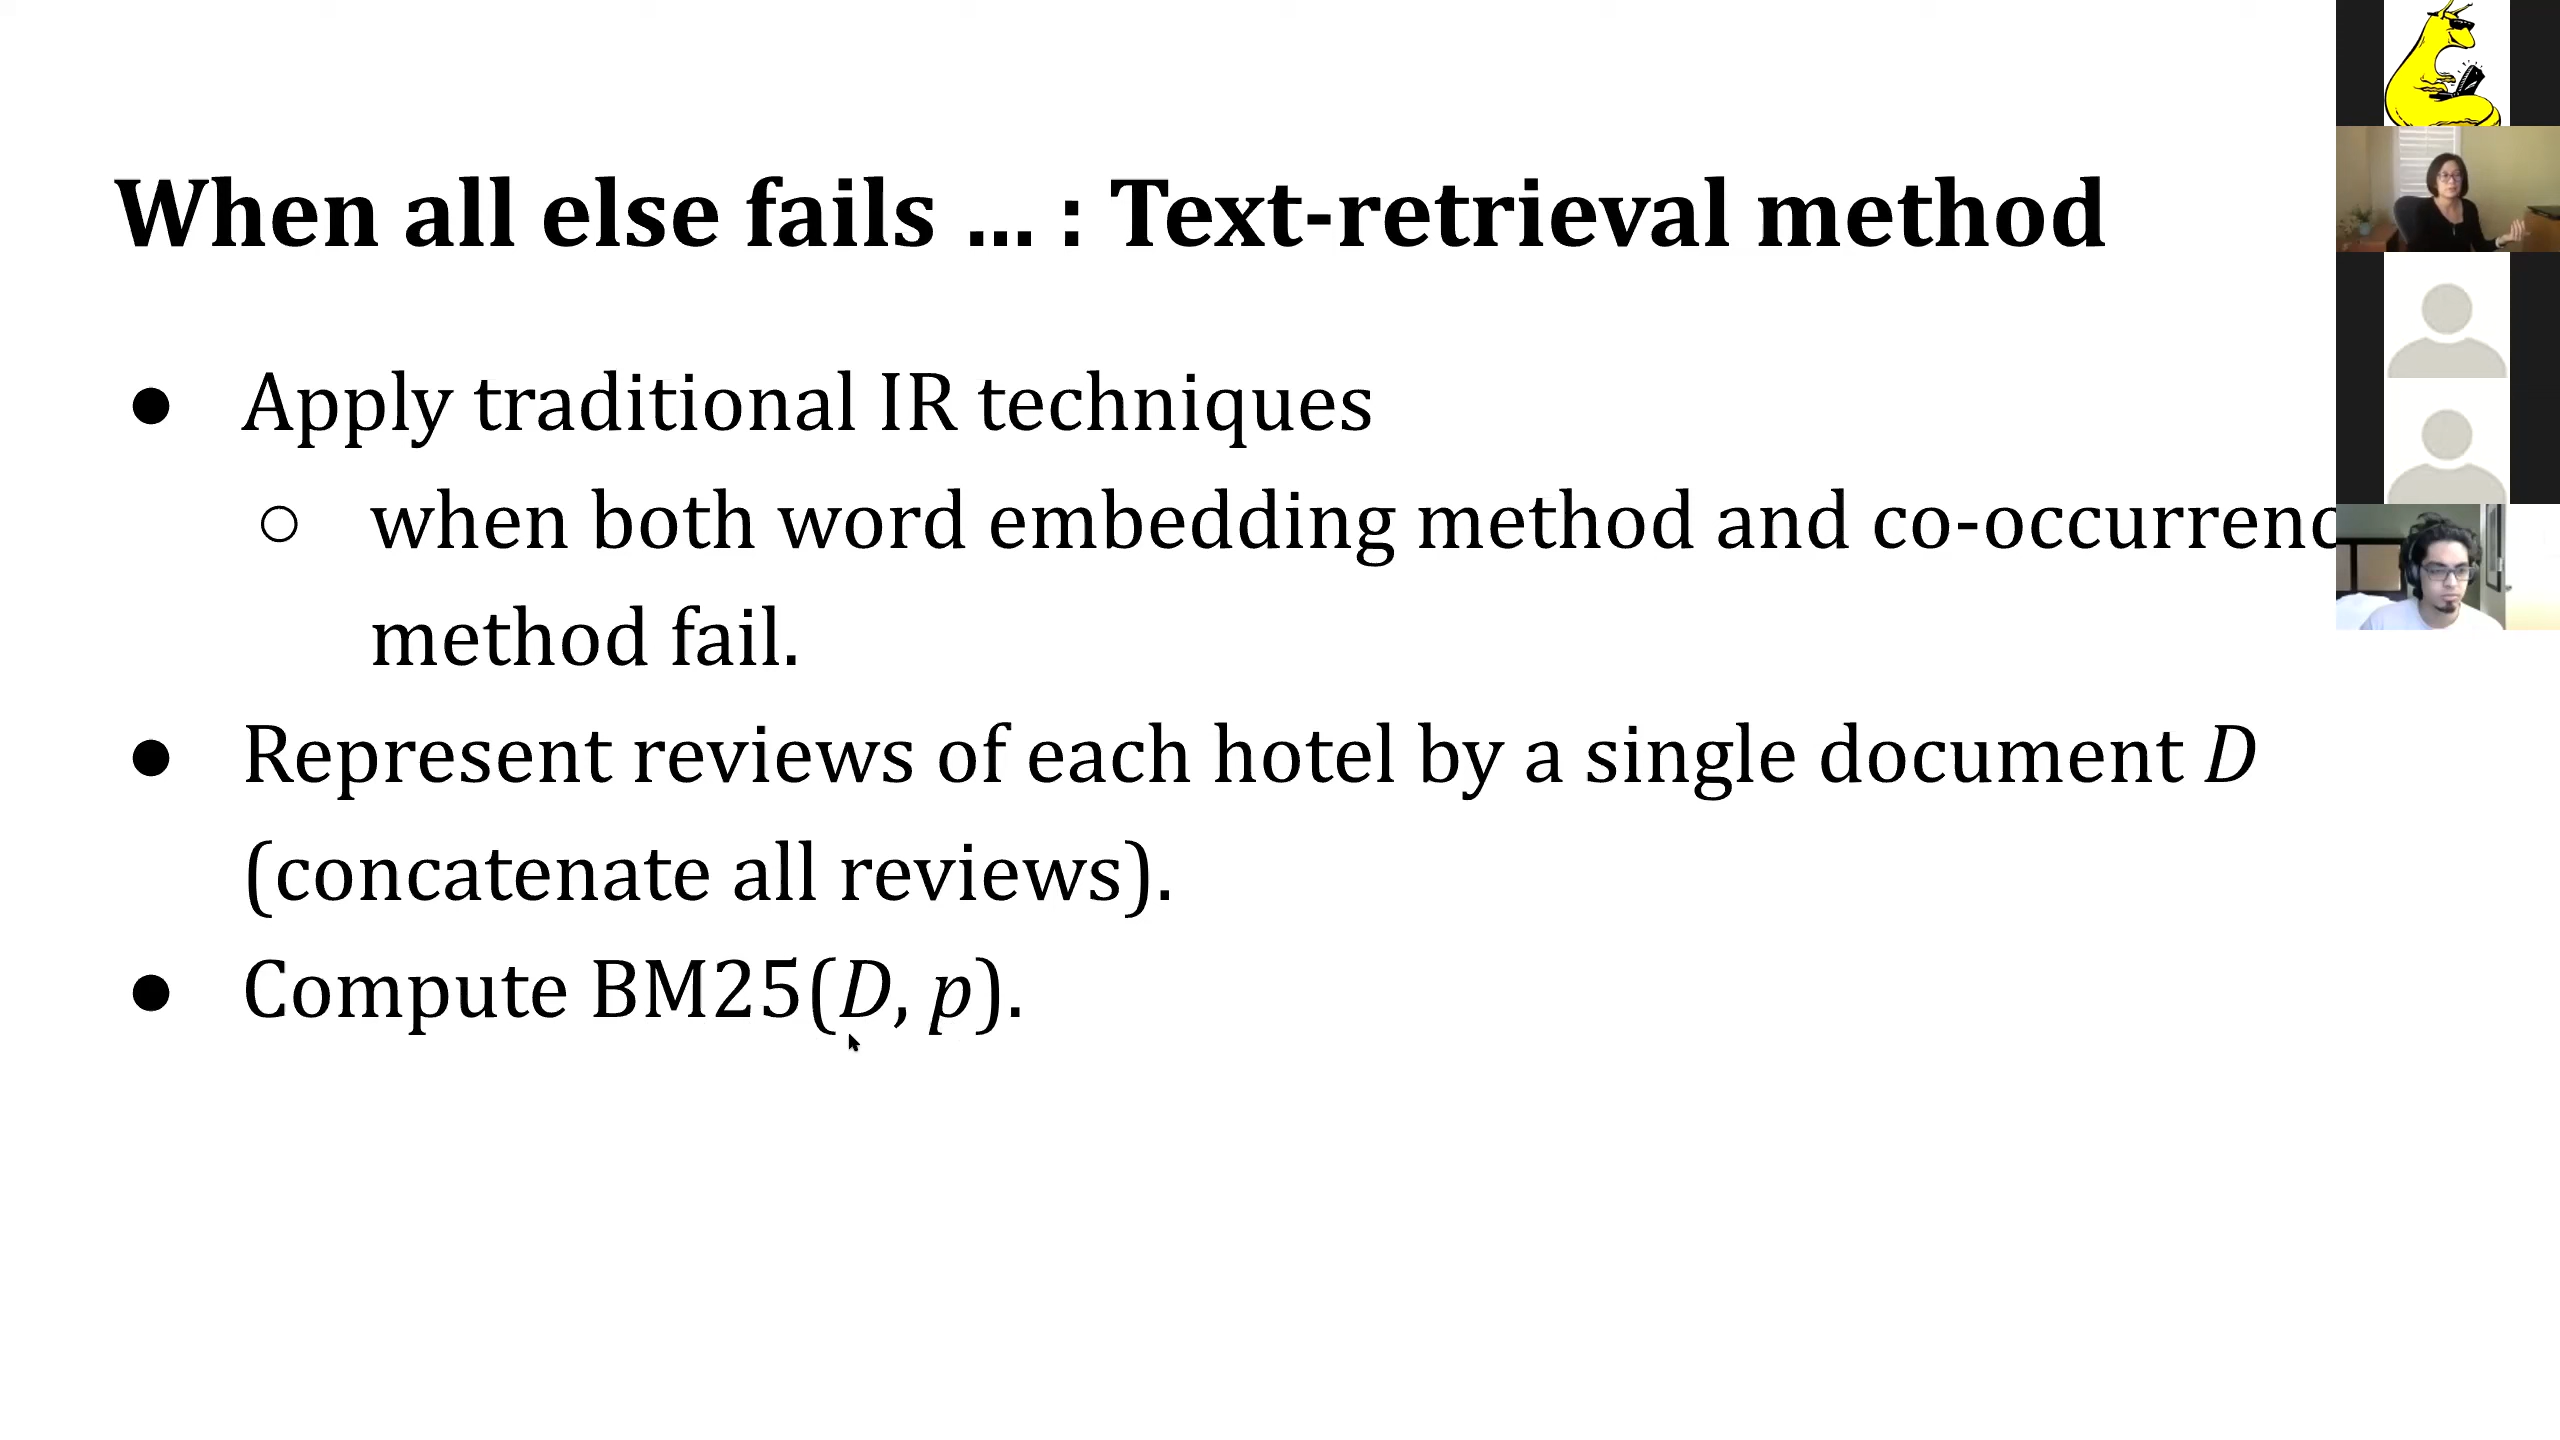 When all else fails ... : Text-retrieval method
● Apply traditional IR techniques
○ when both word embedding method and co-occurrenc
method fail.
● Represent reviews of each hotel by a single document D
(concatenate all reviews).
● Compute BM25(D, p).